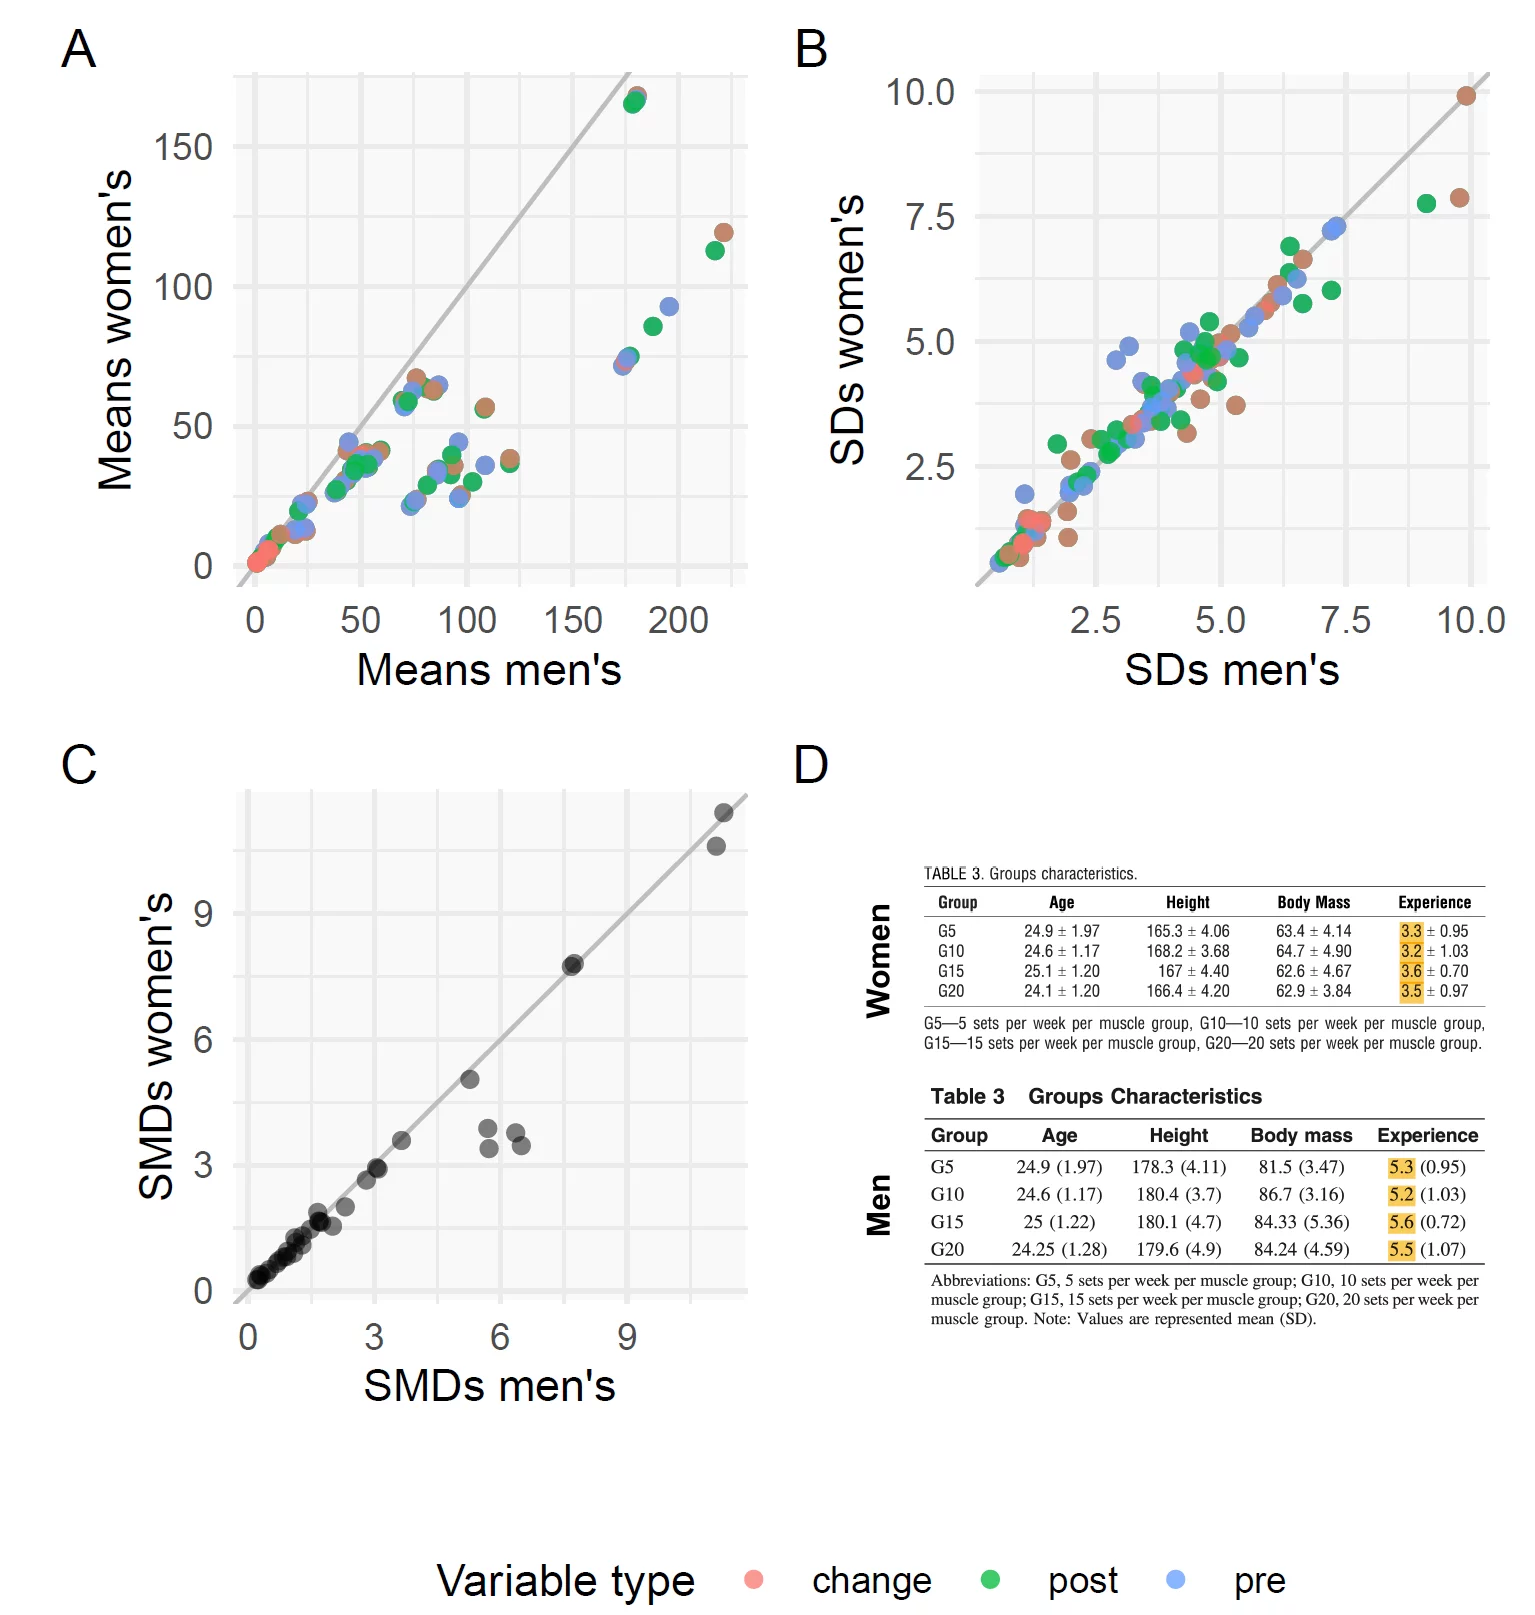 A
Means women's
150
100
50
0
0 50 100 150 200
Means men's
B
SDs women's
10.0
7.5
5.0
2.5
2.5 5.0 7.5 10.0
SDs men's
C
SMDs women's
9
6
3
0
0 3 6 9
SMDs men's
D
Women
TABLE 3. Groups characteristics.
Group Age Height Body Mass Experience
G5 24.9 ± 1.97 165.3 ± 4.06 63.4 ± 4.14 3.3 ± 0.95
G10 24.6 ± 1.17 168.2 ± 3.68 64.7 ± 4.90 3.2 ± 1.03
G15 25.1 ± 1.20 167 ± 4.40 62.6 ± 4.67 3.6 ± 0.70
G20 24.1 ± 1.20 166.4 ± 4.20 62.9 ± 3.84 3.5 ± 0.97
G5—5 sets per week per muscle group, G10—10 sets per week per muscle group,
G15—15 sets per week per muscle group, G20—20 sets per week per muscle group.
Men
Table 3 Groups Characteristics
Group Age Height Body mass Experience
G5 24.9 (1.97) 178.3 (4.11) 81.5 (3.47) 5.3 (0.95)
G10 24.6 (1.17) 180.4 (3.7) 86.7 (3.16) 5.2 (1.03)
G15 25 (1.22) 180.1 (4.7) 84.33 (5.36) 5.6 (0.72)
G20 24.25 (1.28) 179.6 (4.9) 84.24 (4.59) 5.5 (1.07)
Abbreviations: G5, 5 sets per week per muscle group; G10, 10 sets per week per
muscle group; G15, 15 sets per week per muscle group; G20, 20 sets per week per
muscle group. Note: Values are represented mean (SD).
Variable type change post pre